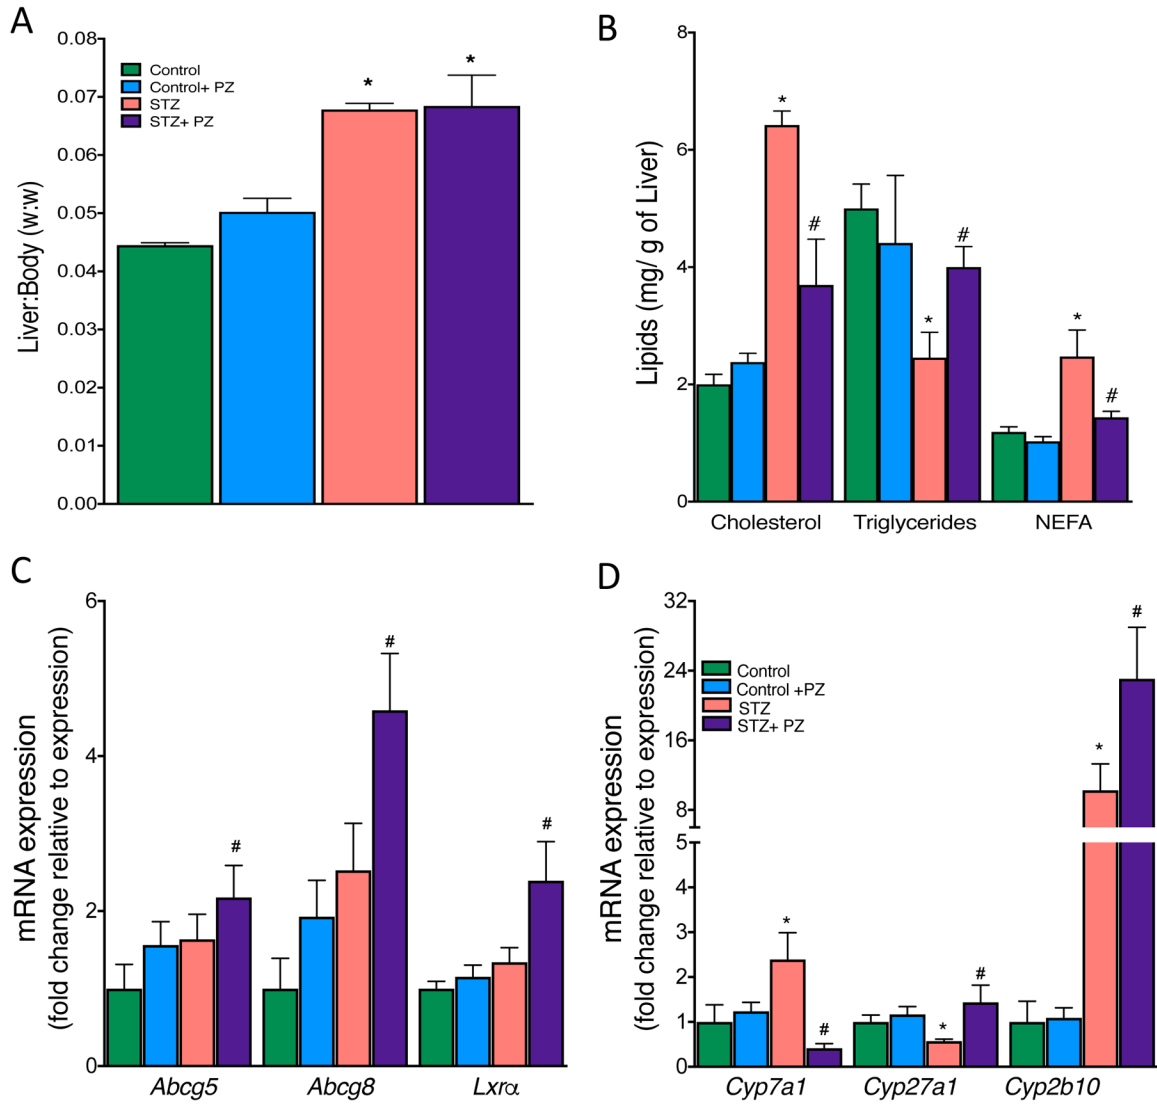 A
0.08
0.07
0.06
0.05
0.04
0.03
0.02
0.01
0.00
Liver:Body (w:w)
Control
Control+ PZ
STZ
STZ+ PZ
*
*
B
8
6
4
2
0
Lipids (mg/ g of Liver)
*
#
*
#
*
#
Cholesterol
Triglycerides
NEFA
C
6
4
2
0
mRNA expression
(fold change relative to expression)
#
#
#
Abcg5
Abcg8
Lxrα
D
32
24
16
8
5
4
3
2
1
0
mRNA expression
(fold change relative to expression)
Control
Control +PZ
STZ
STZ+ PZ
*
#
*
#
*
#
Cyp7a1
Cyp27a1
Cyp2b10